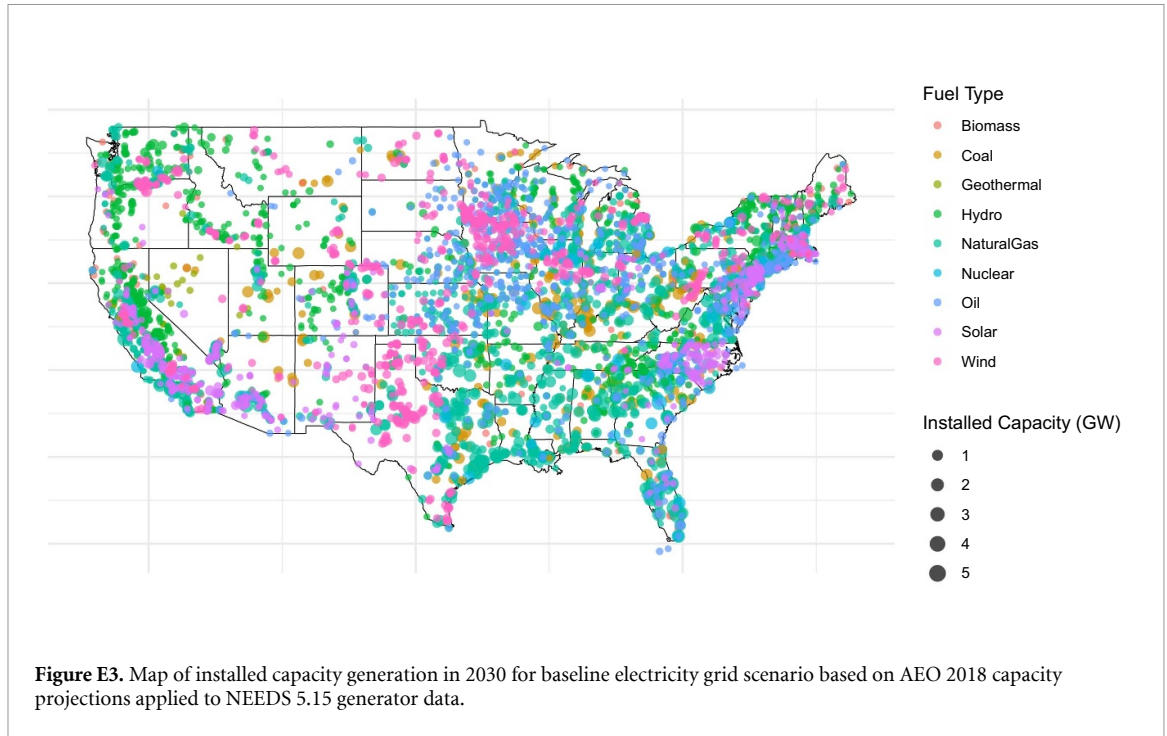 Fuel Type
Biomass
Coal
Geothermal
Hydro
NaturalGas
Nuclear
Oil
Solar
Wind
Installed Capacity (GW)
1
2
3
4
5
Figure E3. Map of installed capacity generation in 2030 for baseline electricity grid scenario based on AEO 2018 capacity
projections applied to NEEDS 5.15 generator data.